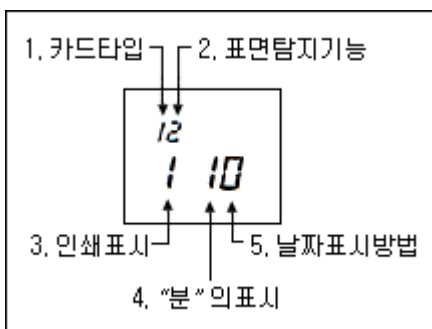 1, 카드타입 2, 표면탐지기능
12
1 10
3, 인쇄표시 5, 날짜표시방법
4, "분"의표시